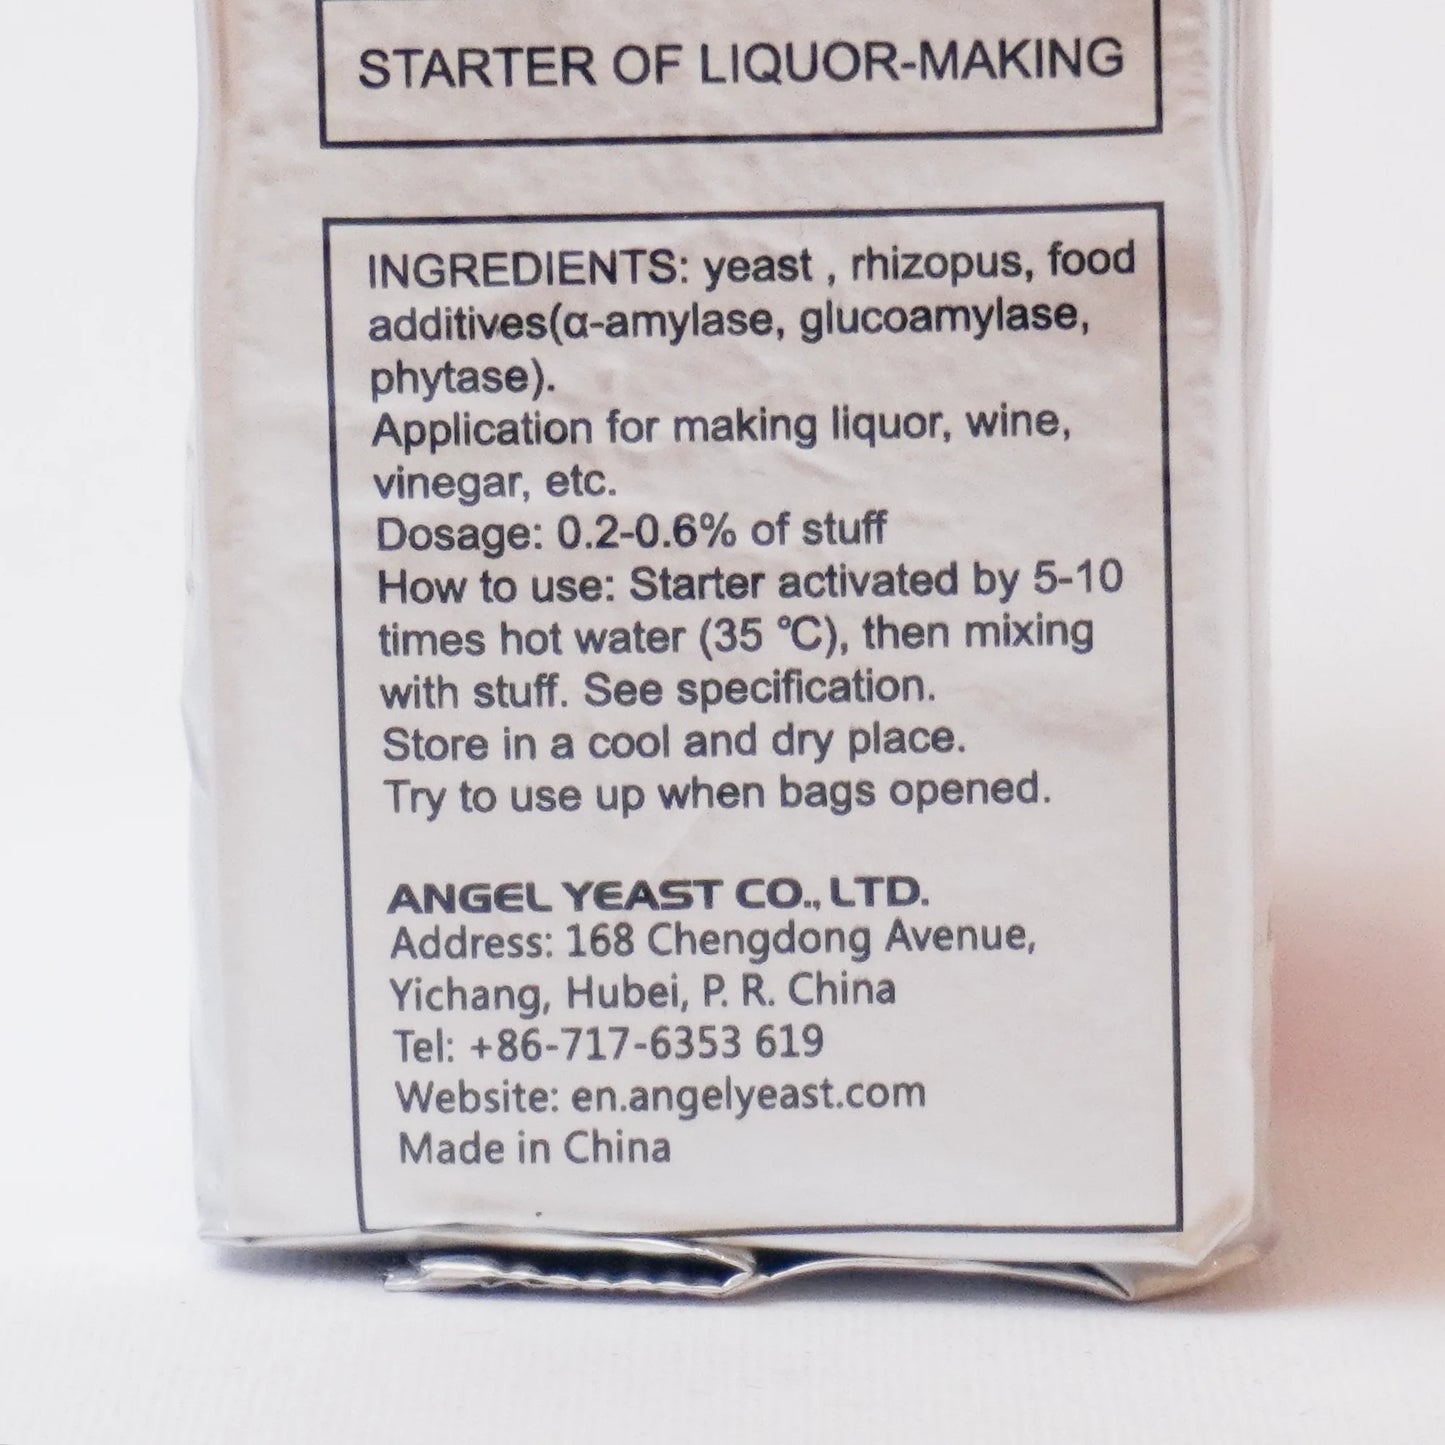 STARTER OF LIQUOR-MAKING
INGREDIENTS: yeast , rhizopus, food
additives(α-amylase, glucoamylase,
phytase).
Application for making liquor, wine,
vinegar, etc.
Dosage: 0.2-0.6% of stuff
How to use: Starter activated by 5-10
times hot water (35 ℃), then mixing
with stuff. See specification.
Store in a cool and dry place.
Try to use up when bags opened.
ANGEL YEAST CO., LTD.
Address: 168 Chengdong Avenue,
Yichang, Hubei, P. R. China
Tel: +86-717-6353 619
Website: en.angelyeast.com
Made in China